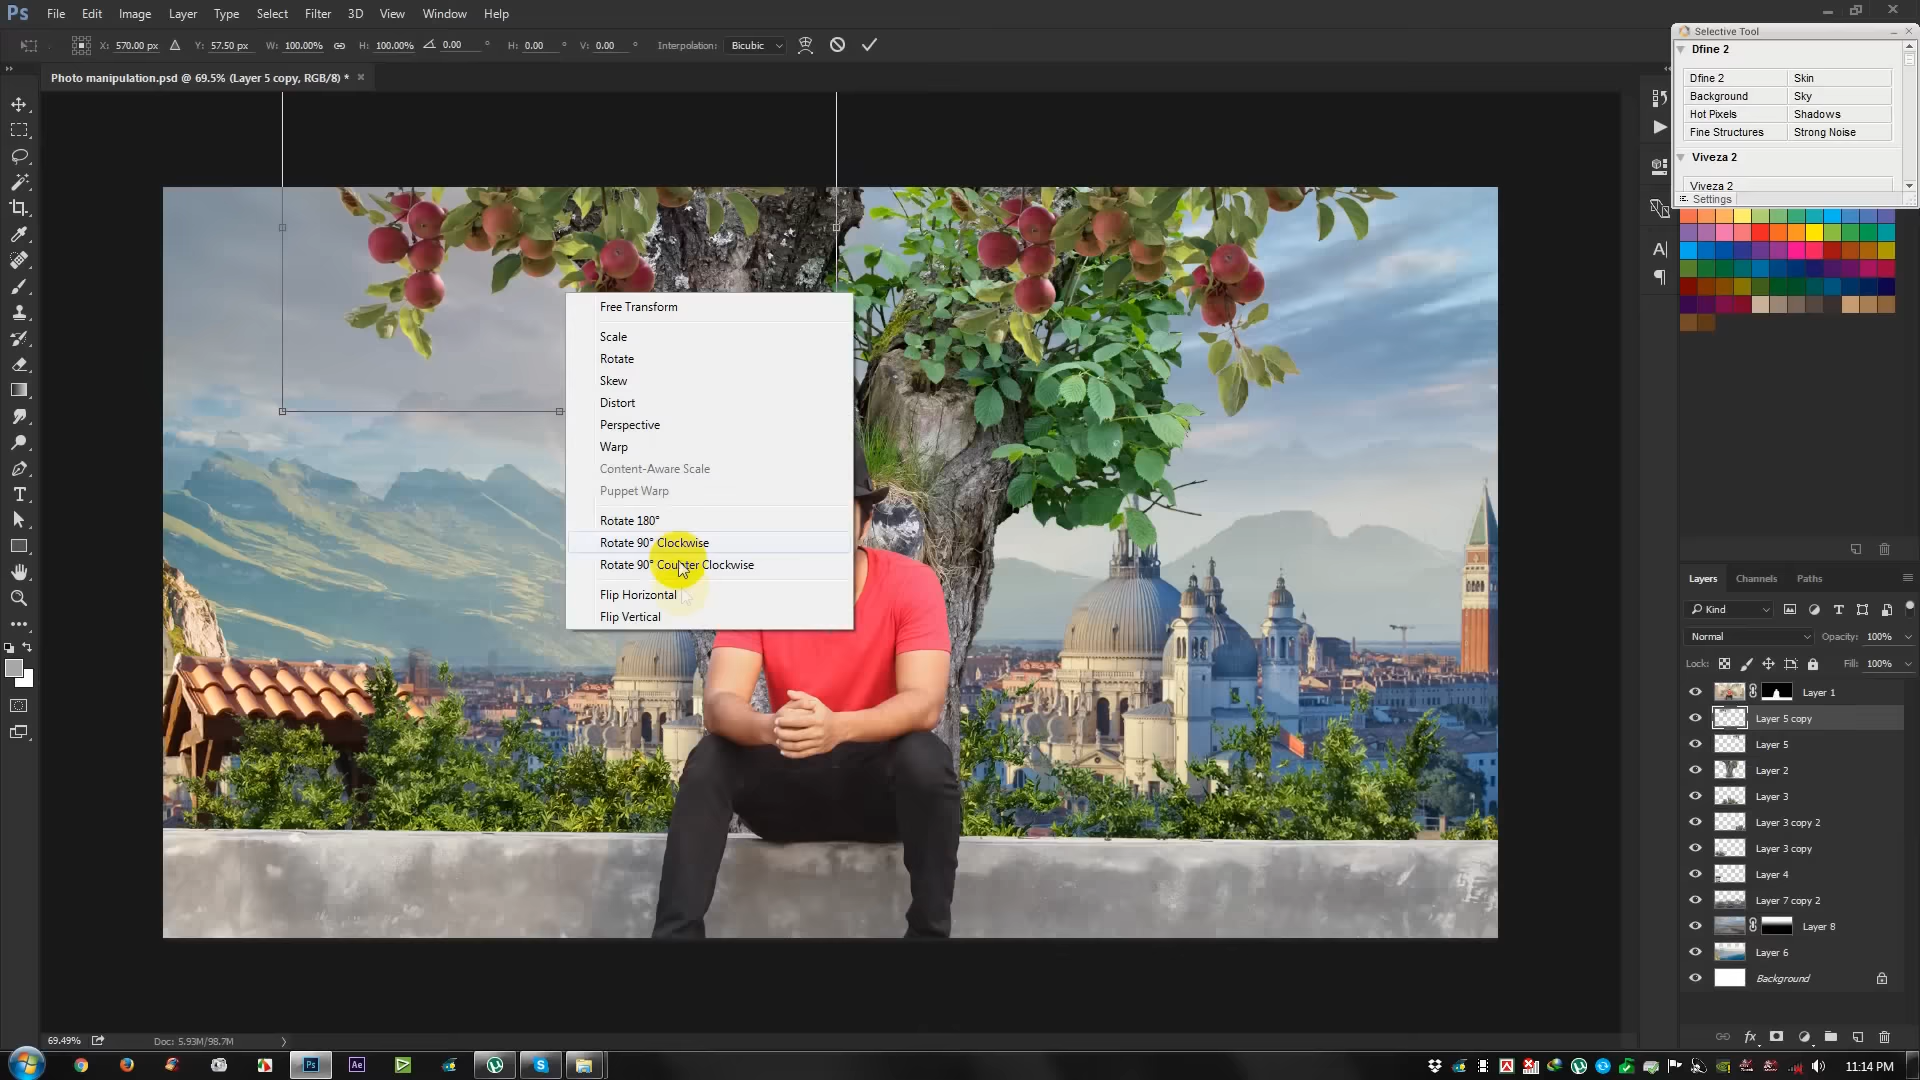 Ps File Edit Image Layer Type Select Filter 3D View Window Help
X: 570.00 px Y: 57.50 px W: 100.00% H: 100.00% 0.00 ° H: 0.00 ° V: 0.00 ° Interpolation: Bicubic
Selective Tool
Dfine 2
Photo manipulation.psd @ 69.5% (Layer 5 copy, RGB/8) *
Dfine 2 Skin
Background Sky
Hot Pixels Shadows
Fine Structures Strong Noise
Viveza 2
Viveza 2
Settings
Free Transform
Scale
Rotate
Skew
Distort
Perspective
Warp
Content-Aware Scale
Puppet Warp
Rotate 180°
Rotate 90° Clockwise
Rotate 90° Counter Clockwise
Flip Horizontal
Flip Vertical
Layers Channels Paths
Kind
Normal Opacity: 100%
Lock: Fill: 100%
Layer 1
Layer 5 copy
Layer 5
Layer 2
Layer 3
Layer 3 copy 2
Layer 3 copy
Layer 4
Layer 7 copy 2
Layer 8
Layer 6
Background
fx
69.49% Doc: 5.93M/98.7M
Ps Ae 11:14 PM